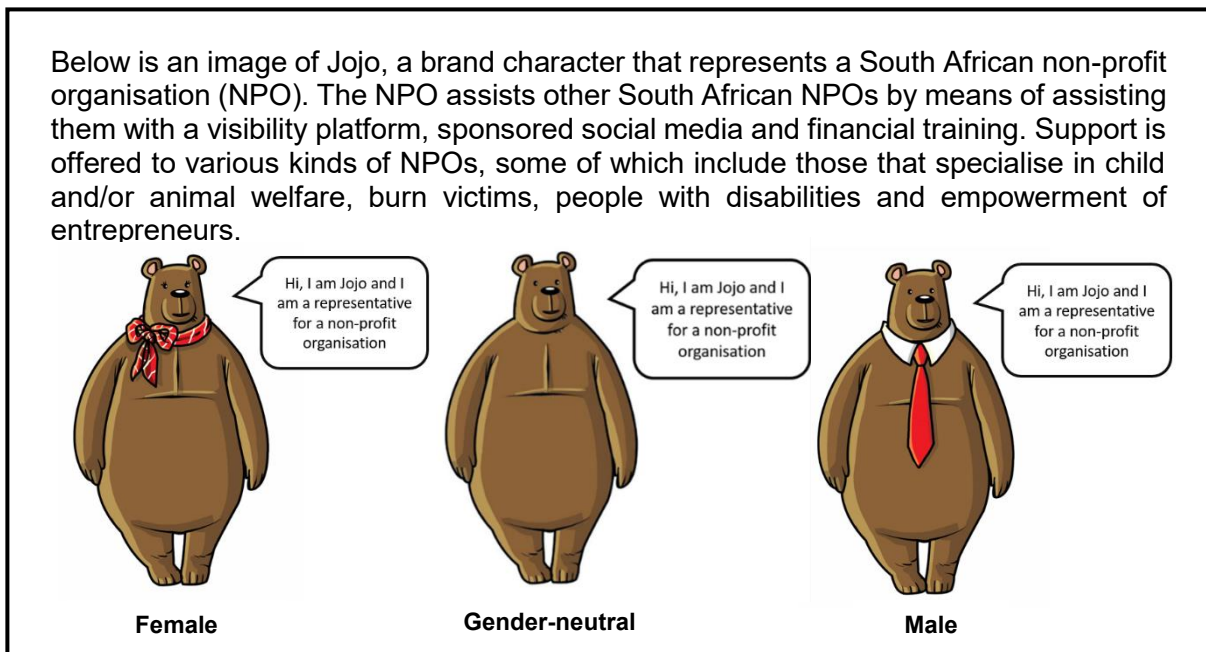 Below is an image of Jojo, a brand character that represents a South African non-profit
organisation (NPO). The NPO assists other South African NPOs by means of assisting
them with a visibility platform, sponsored social media and financial training. Support is
offered to various kinds of NPOs, some of which include those that specialise in child
and/or animal welfare, burn victims, people with disabilities and empowerment of
entrepreneurs.
Hi, I am Jojo and I
am a representative
for a non-profit
organisation
Hi, I am Jojo and I
am a representative
for a non-profit
organisation
Hi, I am Jojo and I
am a representative
for a non-profit
organisation
Female
Gender-neutral
Male